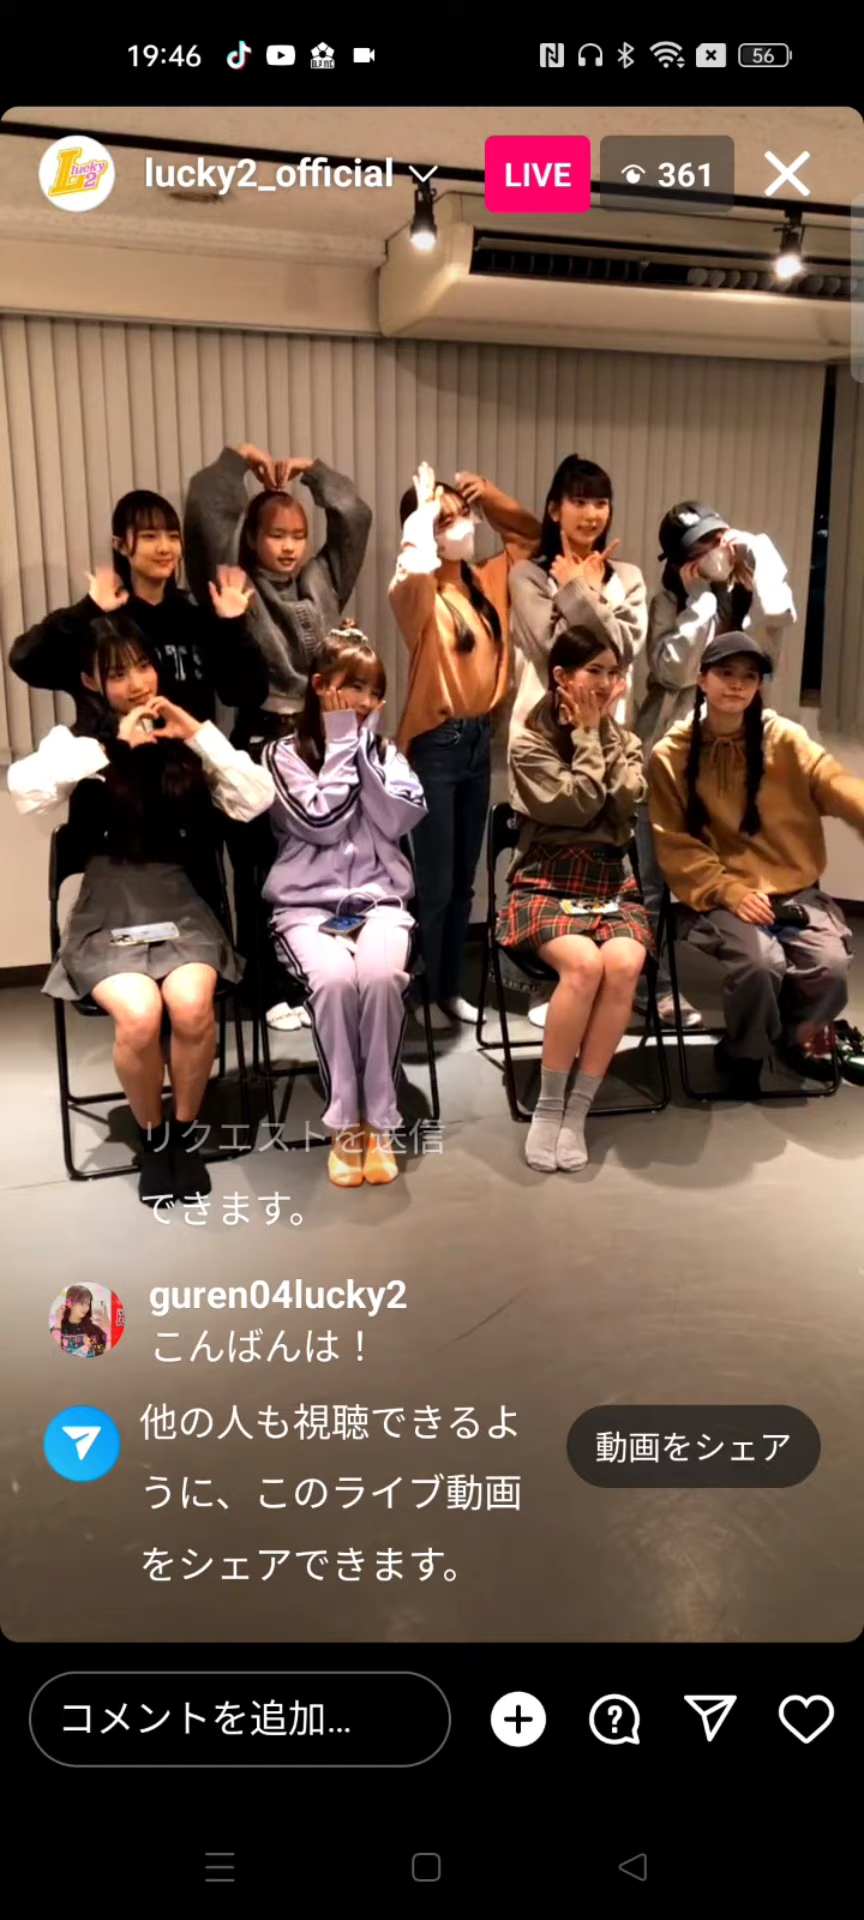 19:46
56
Lucky2
lucky2_official
LIVE
361
リクエストを送信
できます。
guren04lucky2
こんばんは！
他の人も視聴できるよ
うに、このライブ動画
をシェアできます。
動画をシェア
コメントを追加...